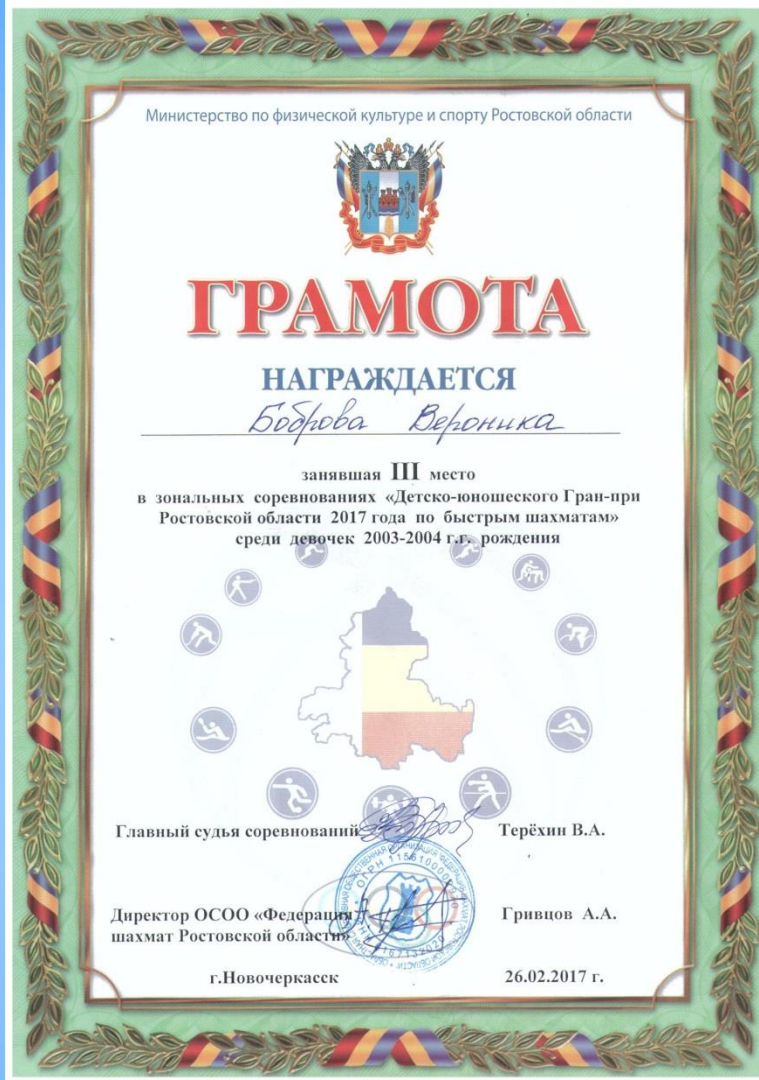 Министерство по физической культуре и спорту Ростовской области
ГРАМОТА
НАГРАЖДАЕТСЯ
Боброва Вероника
занявшая III место
в зональных соревнованиях «Детско-юношеского Гран-при
Ростовской области 2017 года по быстрым шахматам»
среди девочек 2003-2004 г.г. рождения
Главный судья соревнований Терёхин В.А.
Директор ОСОО «Федерация
шахмат Ростовской области» Гривцов А.А.
г.Новочеркасск 26.02.2017 г.